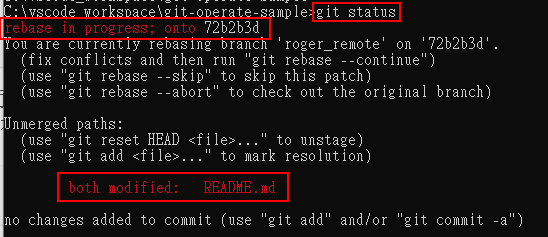 C:\vscode_workspace\git-operate-sample>git status
rebase in progress; onto 72b2b3d
You are currently rebasing branch 'roger_remote' on '72b2b3d'.
(fix conflicts and then run "git rebase --continue")
(use "git rebase --skip" to skip this patch)
(use "git rebase --abort" to check out the original branch)
Unmerged paths:
(use "git reset HEAD <file>..." to unstage)
(use "git add <file>..." to mark resolution)
both modified: README.md
no changes added to commit (use "git add" and/or "git commit -a")